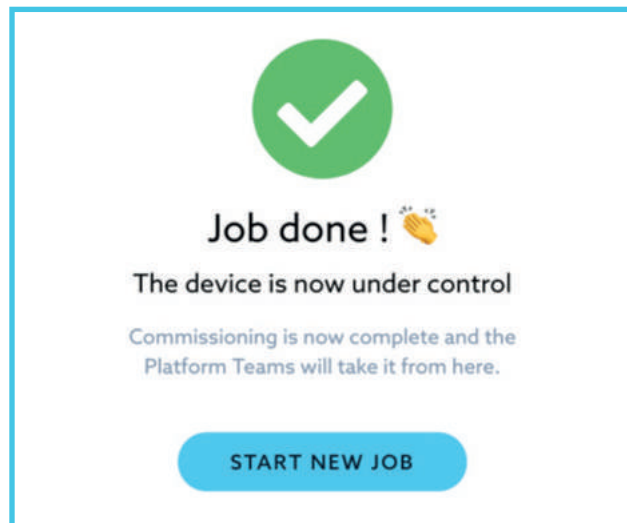 Job done ! 👏
The device is now under control
Commissioning is now complete and the
Platform Teams will take it from here.
START NEW JOB